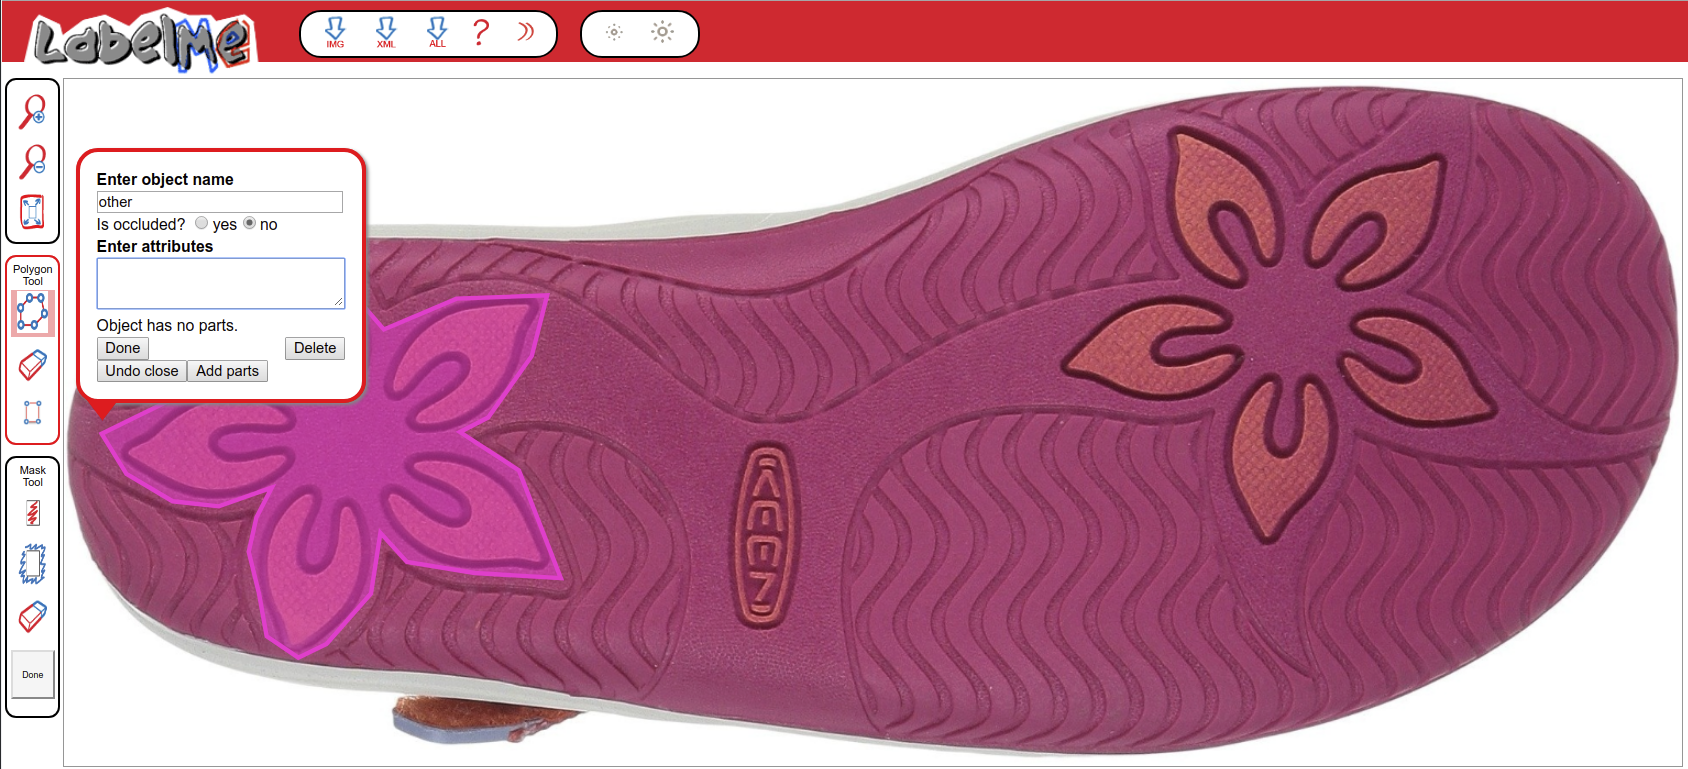 LabelMe
IMG XML ALL ?
Enter object name
other
Is occluded? yes no
Enter attributes
Object has no parts.
Done Delete
Undo close Add parts
Polygon
Tool
Mask
Tool
Done
KEEN